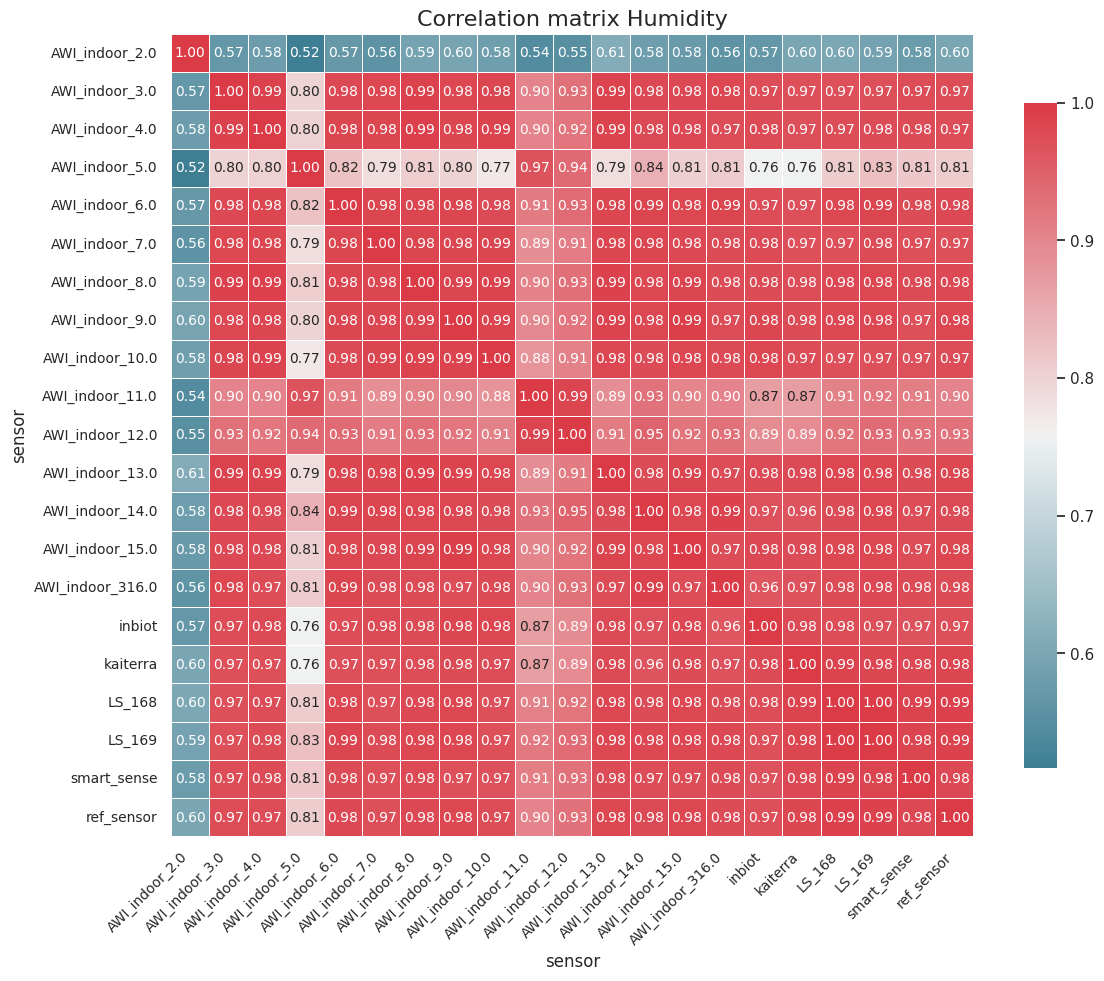 Correlation matrix Humidity
AWI_indoor_2.0 1.00 0.57 0.58 0.52 0.57 0.56 0.59 0.60 0.58 0.54 0.55 0.61 0.58 0.58 0.56 0.57 0.60 0.60 0.59 0.58 0.60
AWI_indoor_3.0 0.57 1.00 0.99 0.80 0.98 0.98 0.99 0.98 0.98 0.90 0.93 0.99 0.98 0.98 0.98 0.97 0.97 0.97 0.97 0.97 0.97
AWI_indoor_4.0 0.58 0.99 1.00 0.80 0.98 0.98 0.99 0.98 0.99 0.90 0.92 0.99 0.98 0.98 0.97 0.98 0.97 0.97 0.98 0.98 0.97
AWI_indoor_5.0 0.52 0.80 0.80 1.00 0.82 0.79 0.81 0.80 0.77 0.97 0.94 0.79 0.84 0.81 0.81 0.76 0.76 0.81 0.83 0.81 0.81
AWI_indoor_6.0 0.57 0.98 0.98 0.82 1.00 0.98 0.98 0.98 0.98 0.91 0.93 0.98 0.99 0.98 0.99 0.97 0.97 0.98 0.99 0.98 0.98
AWI_indoor_7.0 0.56 0.98 0.98 0.79 0.98 1.00 0.98 0.98 0.99 0.89 0.91 0.98 0.98 0.98 0.98 0.98 0.97 0.97 0.98 0.97 0.97
AWI_indoor_8.0 0.59 0.99 0.99 0.81 0.98 0.98 1.00 0.99 0.99 0.90 0.93 0.99 0.98 0.99 0.98 0.98 0.98 0.98 0.98 0.98 0.98
AWI_indoor_9.0 0.60 0.98 0.98 0.80 0.98 0.98 0.99 1.00 0.99 0.90 0.92 0.99 0.98 0.99 0.97 0.98 0.98 0.98 0.98 0.97 0.98
AWI_indoor_10.0 0.58 0.98 0.99 0.77 0.98 0.99 0.99 0.99 1.00 0.88 0.91 0.98 0.98 0.98 0.98 0.98 0.97 0.97 0.97 0.97 0.97
AWI_indoor_11.0 0.54 0.90 0.90 0.97 0.91 0.89 0.90 0.90 0.88 1.00 0.99 0.89 0.93 0.90 0.90 0.87 0.87 0.91 0.92 0.91 0.90
AWI_indoor_12.0 0.55 0.93 0.92 0.94 0.93 0.91 0.93 0.92 0.91 0.99 1.00 0.91 0.95 0.92 0.93 0.89 0.89 0.92 0.93 0.93 0.93
AWI_indoor_13.0 0.61 0.99 0.99 0.79 0.98 0.98 0.99 0.99 0.98 0.89 0.91 1.00 0.98 0.99 0.97 0.98 0.98 0.98 0.98 0.98 0.98
AWI_indoor_14.0 0.58 0.98 0.98 0.84 0.99 0.98 0.98 0.98 0.98 0.93 0.95 0.98 1.00 0.98 0.99 0.97 0.96 0.98 0.98 0.97 0.98
AWI_indoor_15.0 0.58 0.98 0.98 0.81 0.98 0.98 0.99 0.99 0.98 0.90 0.92 0.99 0.98 1.00 0.97 0.98 0.98 0.98 0.98 0.97 0.98
AWI_indoor_316.0 0.56 0.98 0.97 0.81 0.99 0.98 0.98 0.97 0.98 0.90 0.93 0.97 0.99 0.97 1.00 0.96 0.97 0.98 0.98 0.98 0.98
inbiot 0.57 0.97 0.98 0.76 0.97 0.98 0.98 0.98 0.98 0.87 0.89 0.98 0.97 0.98 0.96 1.00 0.98 0.98 0.97 0.97 0.97
kaiterra 0.60 0.97 0.97 0.76 0.97 0.97 0.98 0.98 0.97 0.87 0.89 0.98 0.96 0.98 0.97 0.98 1.00 0.99 0.98 0.98 0.98
LS_168 0.60 0.97 0.97 0.81 0.98 0.97 0.98 0.98 0.97 0.91 0.92 0.98 0.98 0.98 0.98 0.98 0.99 1.00 1.00 0.99 0.99
LS_169 0.59 0.97 0.98 0.83 0.99 0.98 0.98 0.98 0.97 0.92 0.93 0.98 0.98 0.98 0.98 0.97 0.98 1.00 1.00 0.98 0.99
smart_sense 0.58 0.97 0.98 0.81 0.98 0.97 0.98 0.97 0.97 0.91 0.93 0.98 0.97 0.97 0.98 0.97 0.98 0.99 0.98 1.00 0.98
ref_sensor 0.60 0.97 0.97 0.81 0.98 0.97 0.98 0.98 0.97 0.90 0.93 0.98 0.98 0.98 0.98 0.97 0.98 0.99 0.99 0.98 1.00
sensor
AWI_indoor_2.0
AWI_indoor_3.0
AWI_indoor_4.0
AWI_indoor_5.0
AWI_indoor_6.0
AWI_indoor_7.0
AWI_indoor_8.0
AWI_indoor_9.0
AWI_indoor_10.0
AWI_indoor_11.0
AWI_indoor_12.0
AWI_indoor_13.0
AWI_indoor_14.0
AWI_indoor_15.0
AWI_indoor_316.0
inbiot
kaiterra
LS_168
LS_169
smart_sense
ref_sensor
sensor
1.0
0.9
0.8
0.7
0.6